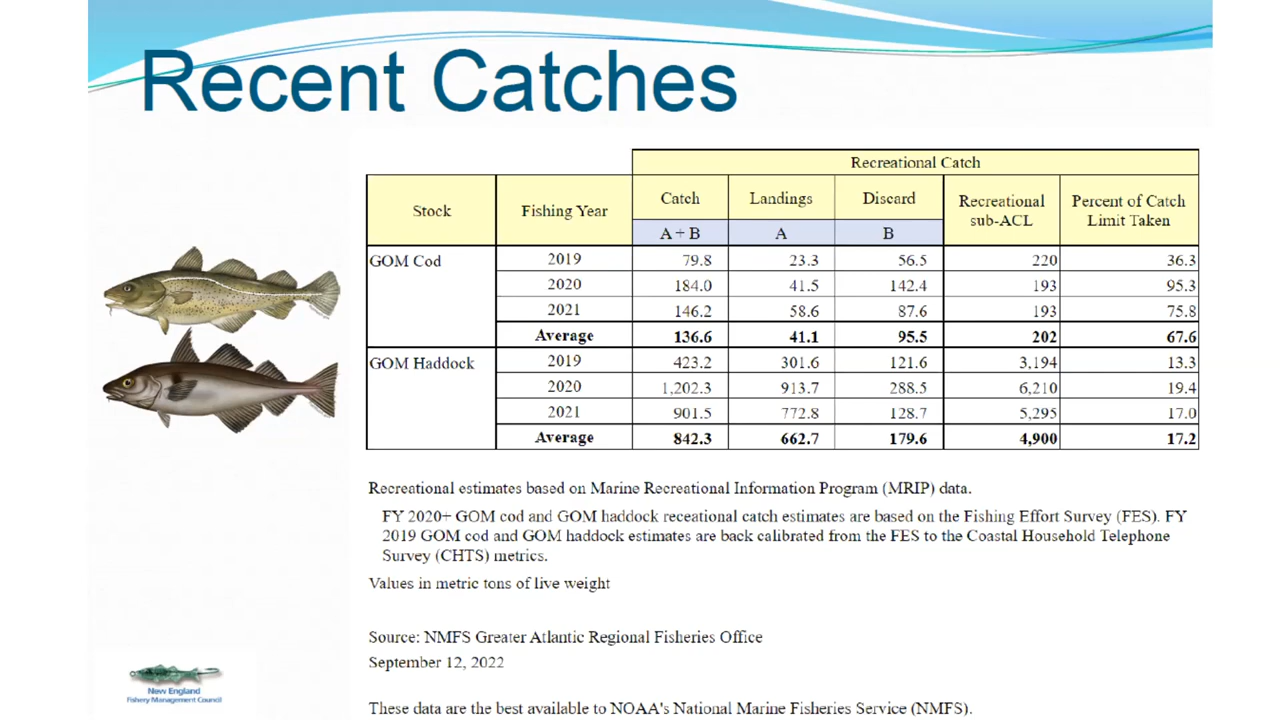 Recent Catches
Recreational Catch
Stock Fishing Year Catch Landings Discard Recreational sub-ACL Percent of Catch Limit Taken
A + B A B
GOM Cod 2019 79.8 23.3 56.5 220 36.3
2020 184.0 41.5 142.4 193 95.3
2021 146.2 58.6 87.6 193 75.8
Average 136.6 41.1 95.5 202 67.6
GOM Haddock 2019 423.2 301.6 121.6 3,194 13.3
2020 1,202.3 913.7 288.5 6,210 19.4
2021 901.5 772.8 128.7 5,295 17.0
Average 842.3 662.7 179.6 4,900 17.2
Recreational estimates based on Marine Recreational Information Program (MRIP) data.
FY 2020+ GOM cod and GOM haddock receational catch estimates are based on the Fishing Effort Survey (FES). FY
2019 GOM cod and GOM haddock estimates are back calibrated from the FES to the Coastal Household Telephone
Survey (CHTS) metrics.
Values in metric tons of live weight
Source: NMFS Greater Atlantic Regional Fisheries Office
September 12, 2022
New England
Fishery Management Council
These data are the best available to NOAA's National Marine Fisheries Service (NMFS).